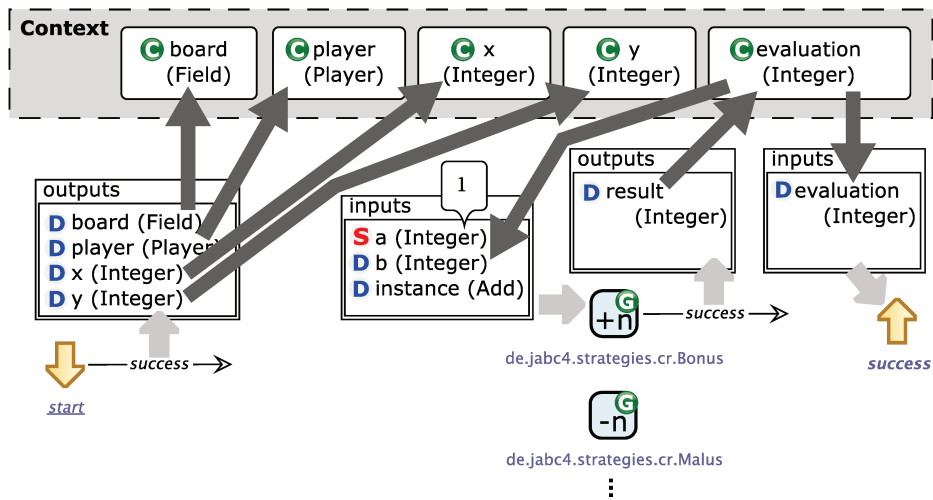 Context
C board
(Field)
C player
(Player)
C x
(Integer)
C y
(Integer)
C evaluation
(Integer)
outputs
D board (Field)
D player (Player)
D x (Integer)
D y (Integer)
1
inputs
S a (Integer)
D b (Integer)
D instance (Add)
outputs
D result
(Integer)
inputs
D evaluation
(Integer)
success
start
G
+n
success
de.jabc4.strategies.cr.Bonus
success
G
-n
de.jabc4.strategies.cr.Malus